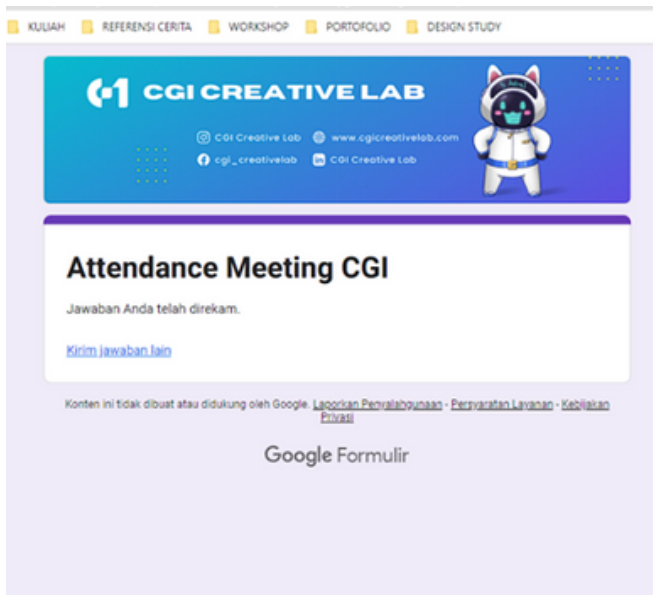 KULIAH REFERENSI CERITA WORKSHOP PORTOFOLIO DESIGN STUDY
CGI CREATIVE LAB
CGI Creative Lab www.cgicreativelab.com
cgi_creativelab CGI Creative Lab
Attendance Meeting CGI
Jawaban Anda telah direkam.
Kirim jawaban lain
Konten ini tidak dibuat atau didukung oleh Google. Laporkan Penyalahgunaan - Persyaratan Layanan - Kebijakan
Privasi
Google Formulir